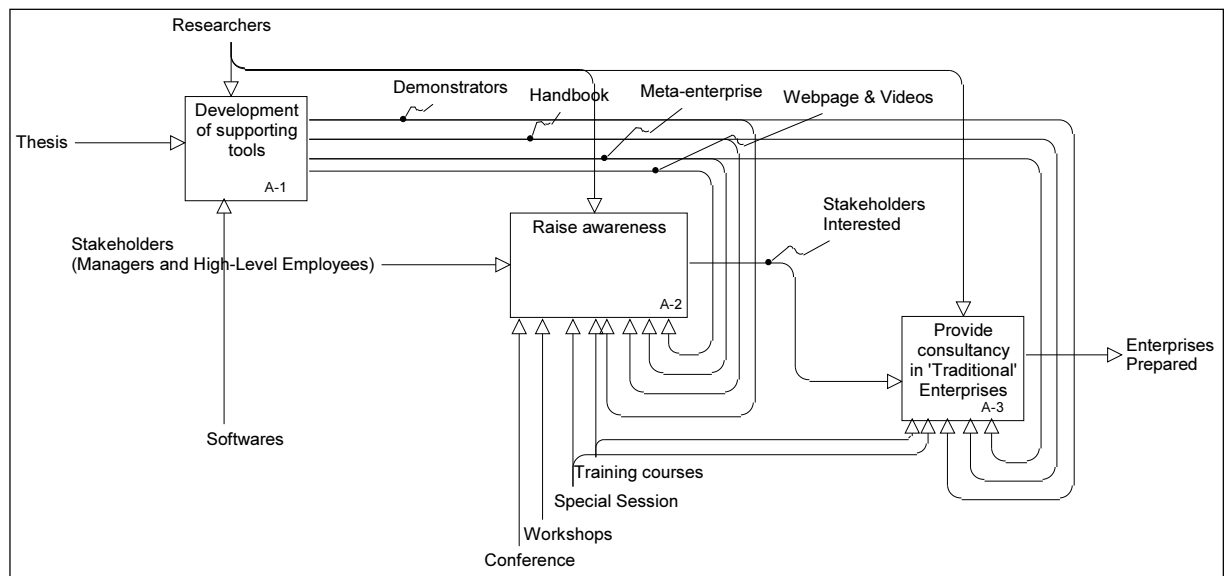 Researchers
Demonstrators
Handbook
Meta-enterprise
Webpage & Videos
Development
of supporting
tools
A-1
Thesis
Stakeholders
Interested
Raise awareness
A-2
Stakeholders
(Managers and High-Level Employees)
Provide
consultancy
in 'Traditional'
Enterprises
A-3
Enterprises
Prepared
Softwares
Training courses
Special Session
Workshops
Conference